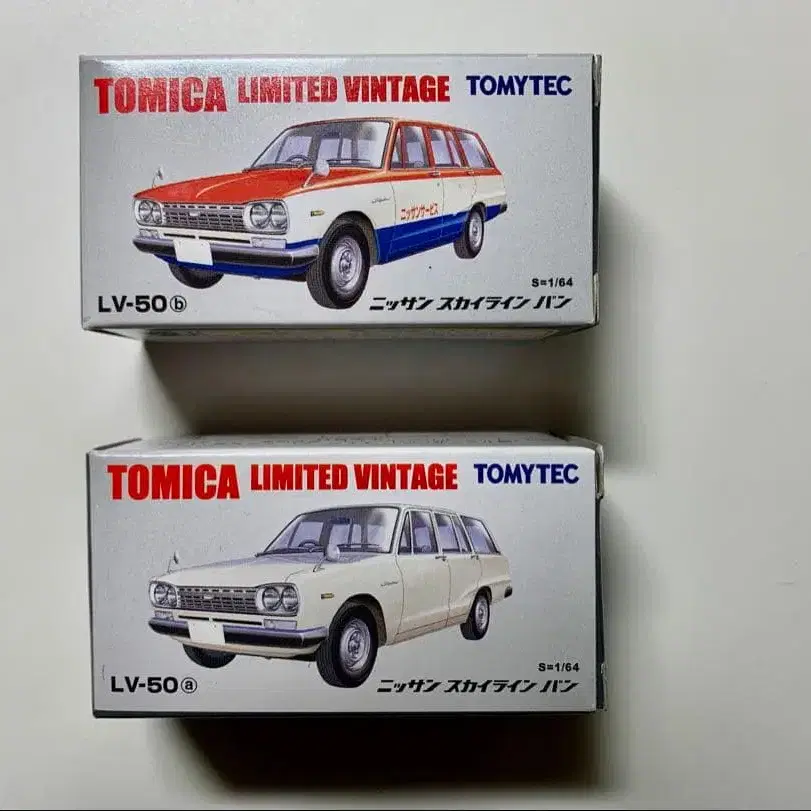 TOMICA LIMITED VINTAGE TOMYTEC
ニッサンサービス
S=1/64
LV-50ⓑ ニッサン スカイライン バン
TOMICA LIMITED VINTAGE TOMYTEC
S=1/64
LV-50ⓐ ニッサン スカイライン バン